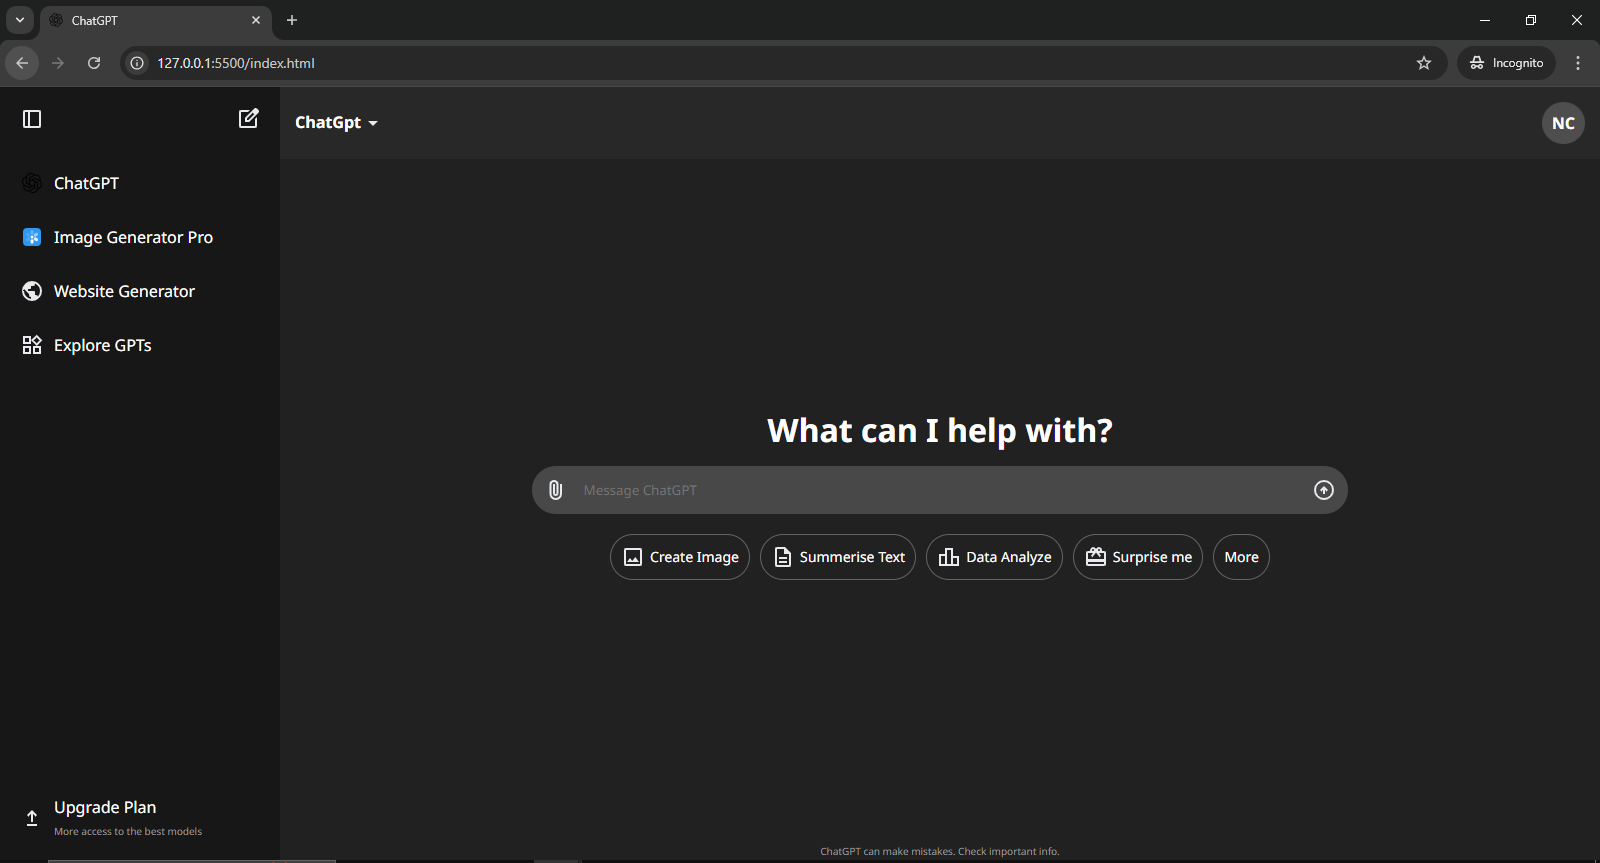 ChatGPT
127.0.0.1:5500/index.html
Incognito
ChatGpt
NC
ChatGPT
Image Generator Pro
Website Generator
Explore GPTs
What can I help with?
Message ChatGPT
Create Image
Summerise Text
Data Analyze
Surprise me
More
Upgrade Plan
More access to the best models
ChatGPT can make mistakes. Check important info.